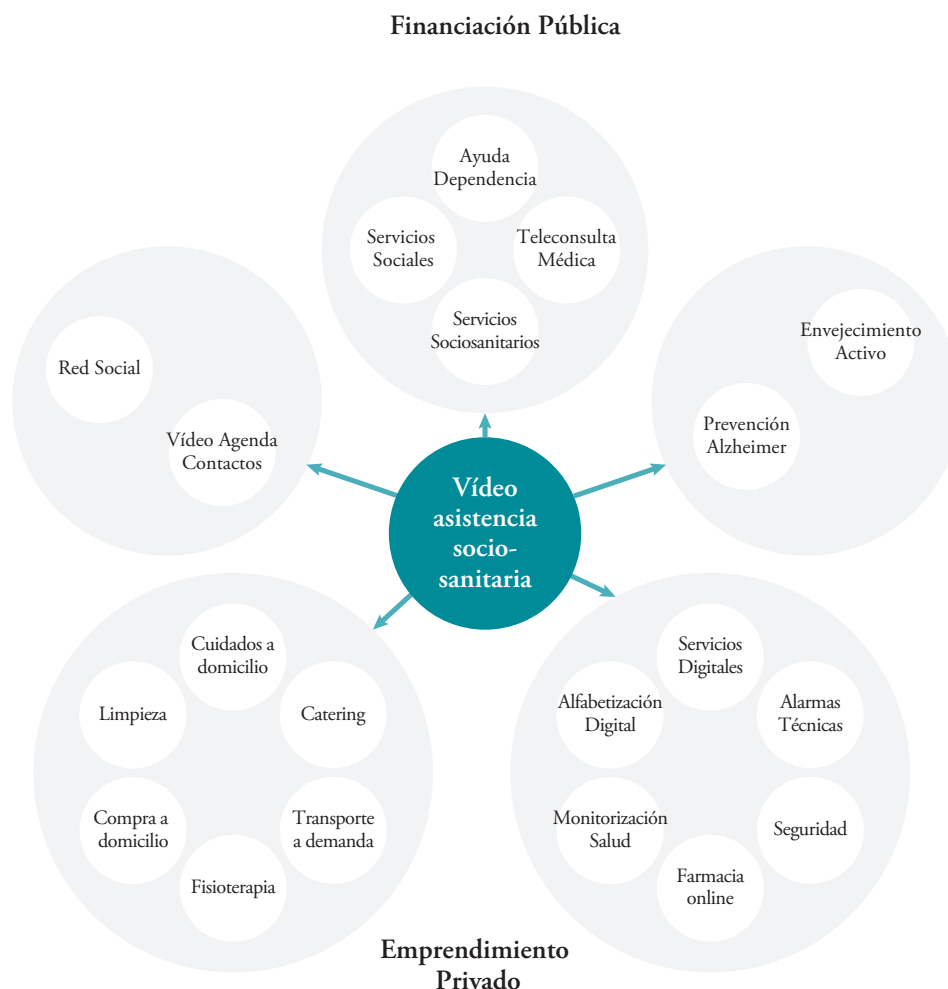 Financiación Pública
Ayuda
Dependencia
Servicios
Sociales
Teleconsulta
Médica
Servicios
Sociosanitarios
Red Social
Vídeo Agenda
Contactos
Envejecimiento
Activo
Prevención
Alzheimer
Vídeo
asistencia
socio-
sanitaria
Cuidados a
domicilio
Limpieza
Catering
Compra a
domicilio
Transporte
a demanda
Fisioterapia
Servicios
Digitales
Alfabetización
Digital
Alarmas
Técnicas
Monitorización
Salud
Seguridad
Farmacia
online
Emprendimiento
Privado